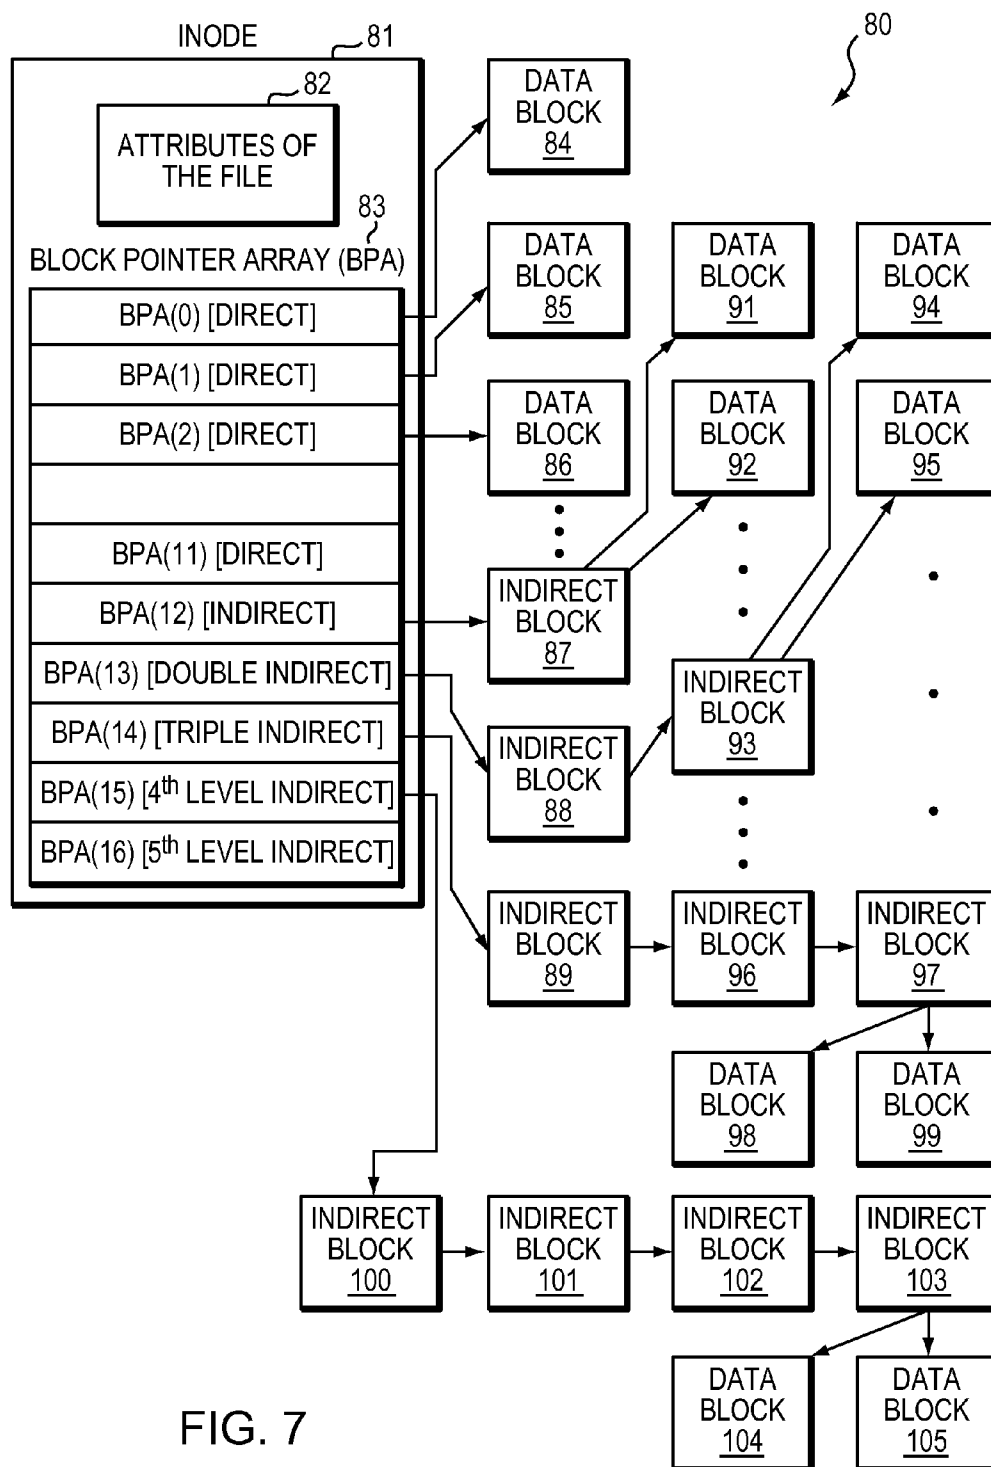 INODE
81
80
82
ATTRIBUTES OF
THE FILE
83
BLOCK POINTER ARRAY (BPA)
BPA(0) [DIRECT]
BPA(1) [DIRECT]
BPA(2) [DIRECT]
BPA(11) [DIRECT]
BPA(12) [INDIRECT]
BPA(13) [DOUBLE INDIRECT]
BPA(14) [TRIPLE INDIRECT]
BPA(15) [4th LEVEL INDIRECT]
BPA(16) [5th LEVEL INDIRECT]
DATA
BLOCK
84
DATA
BLOCK
85
DATA
BLOCK
91
DATA
BLOCK
94
DATA
BLOCK
86
DATA
BLOCK
92
DATA
BLOCK
95
INDIRECT
BLOCK
87
INDIRECT
BLOCK
93
INDIRECT
BLOCK
88
INDIRECT
BLOCK
89
INDIRECT
BLOCK
96
INDIRECT
BLOCK
97
DATA
BLOCK
98
DATA
BLOCK
99
INDIRECT
BLOCK
100
INDIRECT
BLOCK
101
INDIRECT
BLOCK
102
INDIRECT
BLOCK
103
DATA
BLOCK
104
DATA
BLOCK
105
FIG. 7